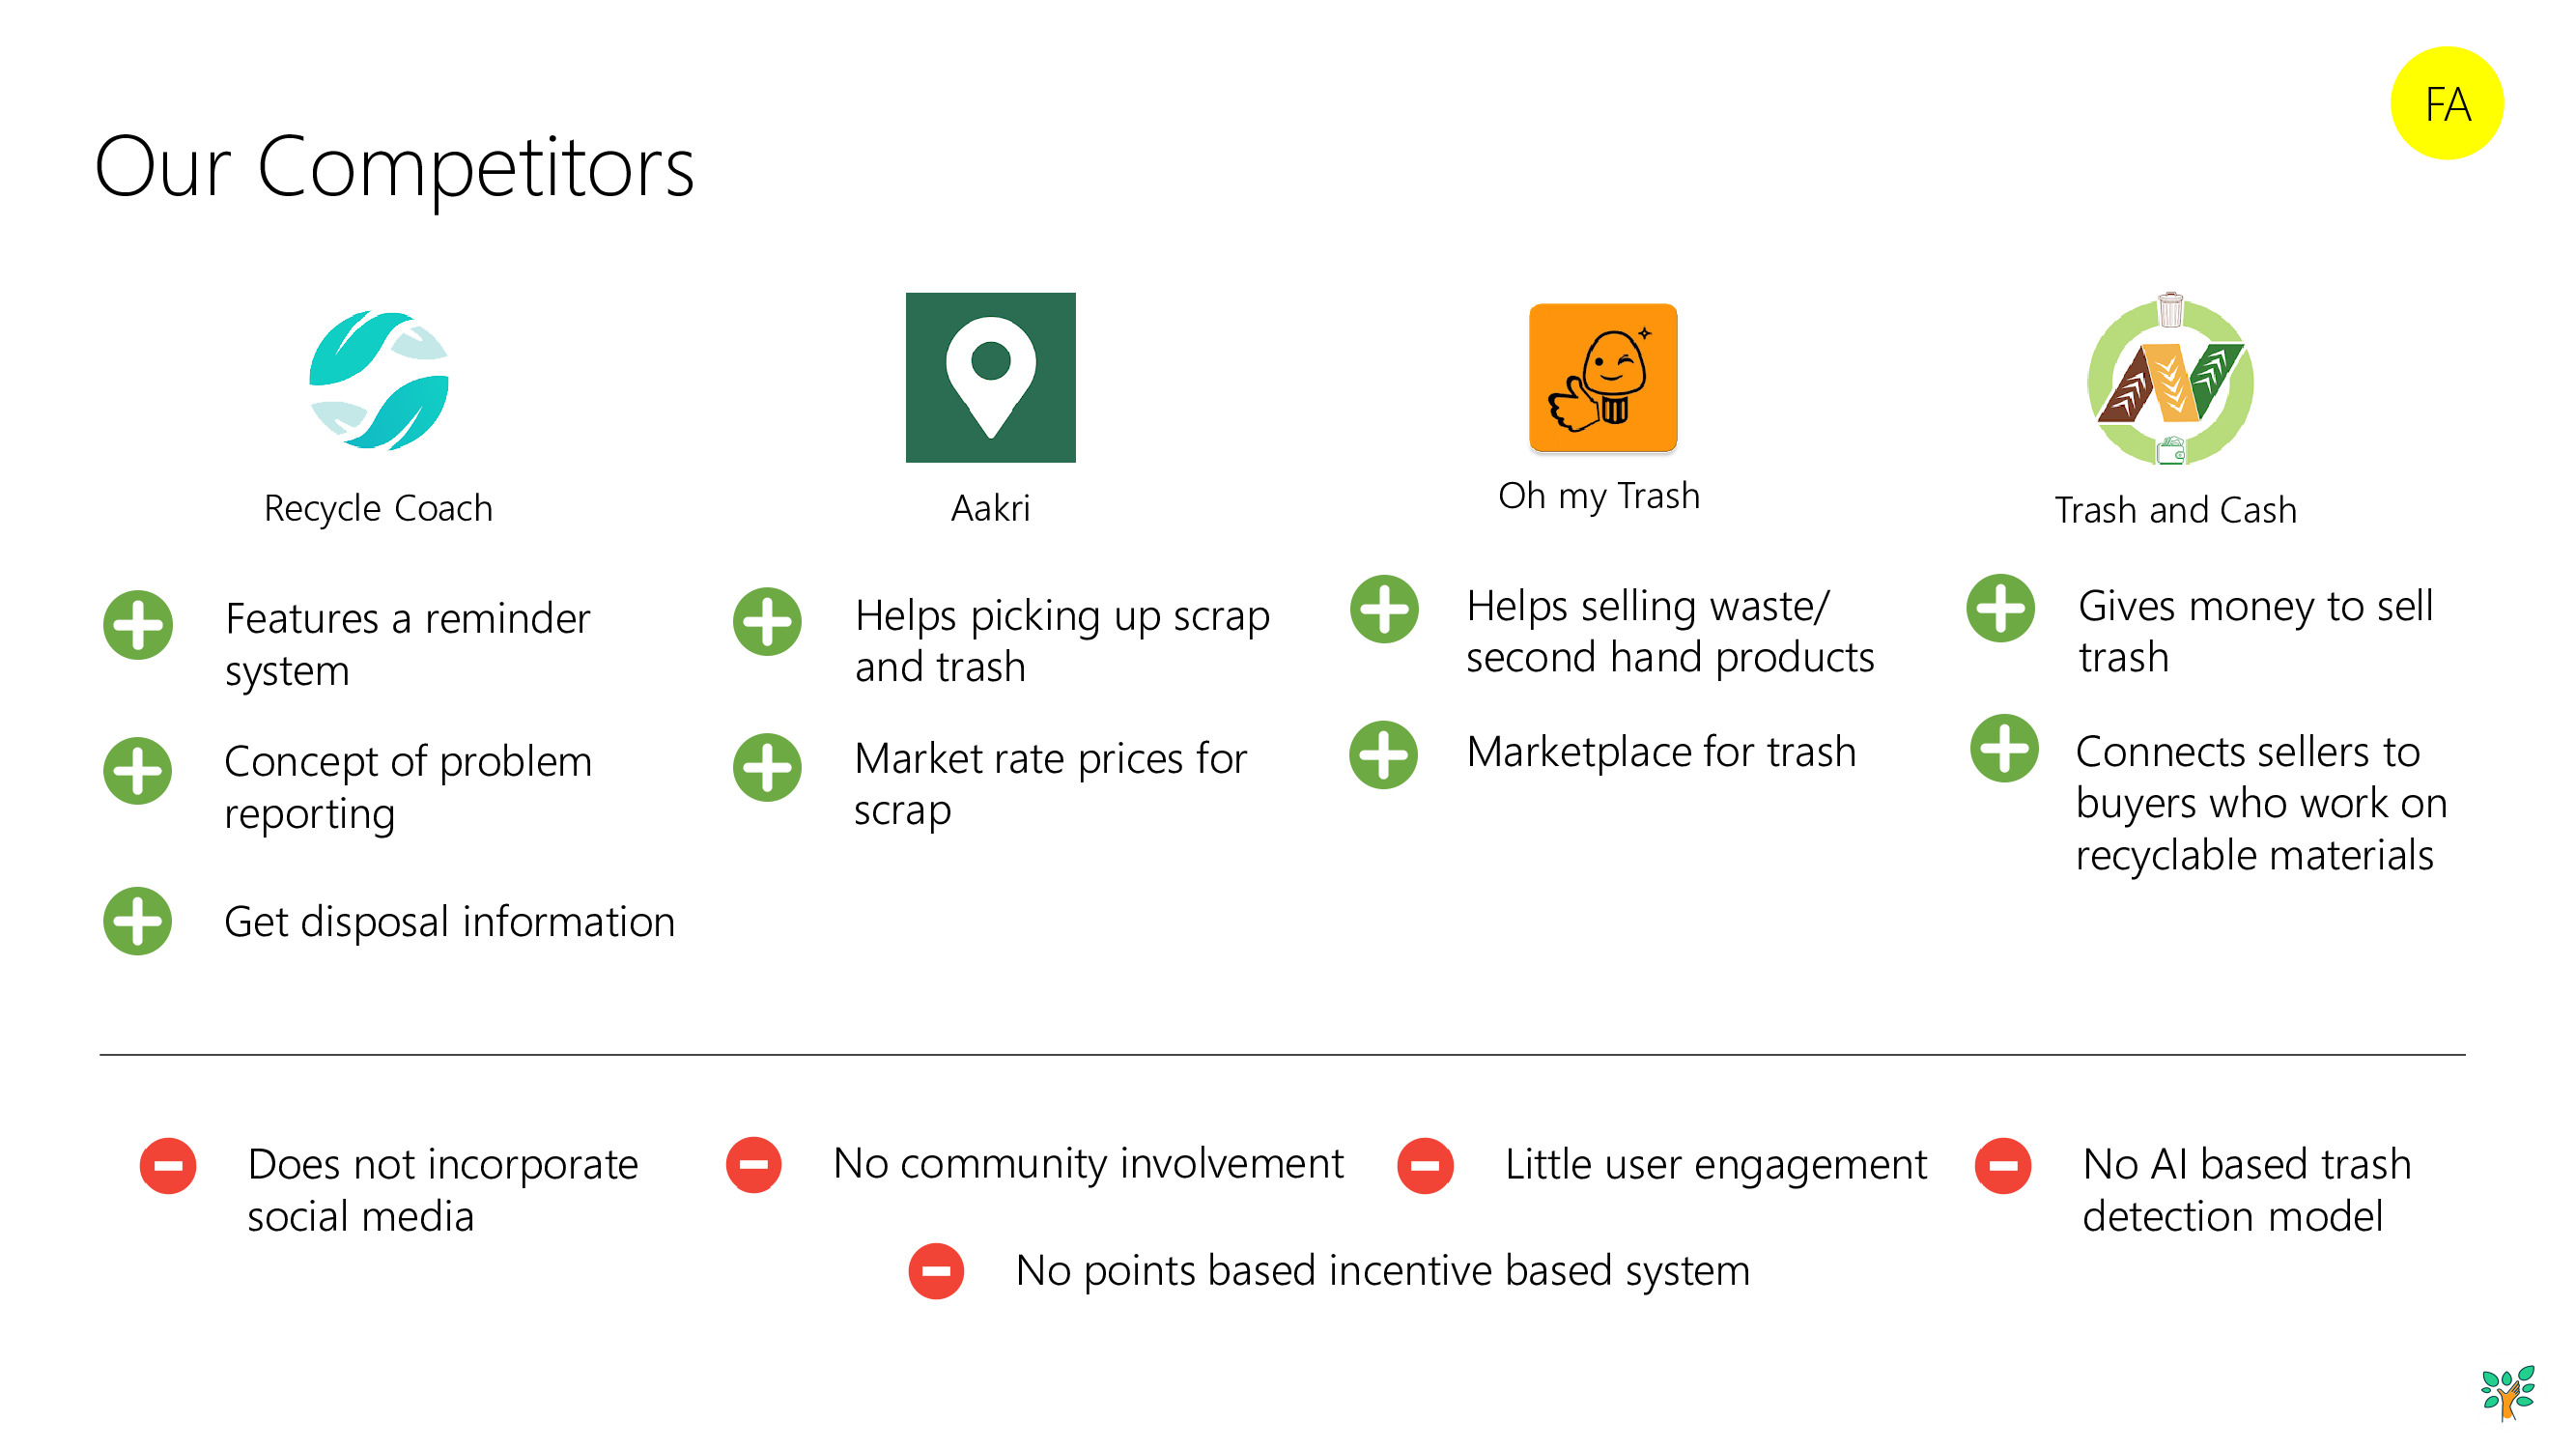 FA
Our Competitors
Recycle Coach
Features a reminder
system
Concept of problem
reporting
Get disposal information
Aakri
Helps picking up scrap
and trash
Market rate prices for
scrap
Oh my Trash
Helps selling waste/
second hand products
Marketplace for trash
Trash and Cash
Gives money to sell
trash
Connects sellers to
buyers who work on
recyclable materials
Does not incorporate
social media
No community involvement
Little user engagement
No AI based trash
detection model
No points based incentive based system